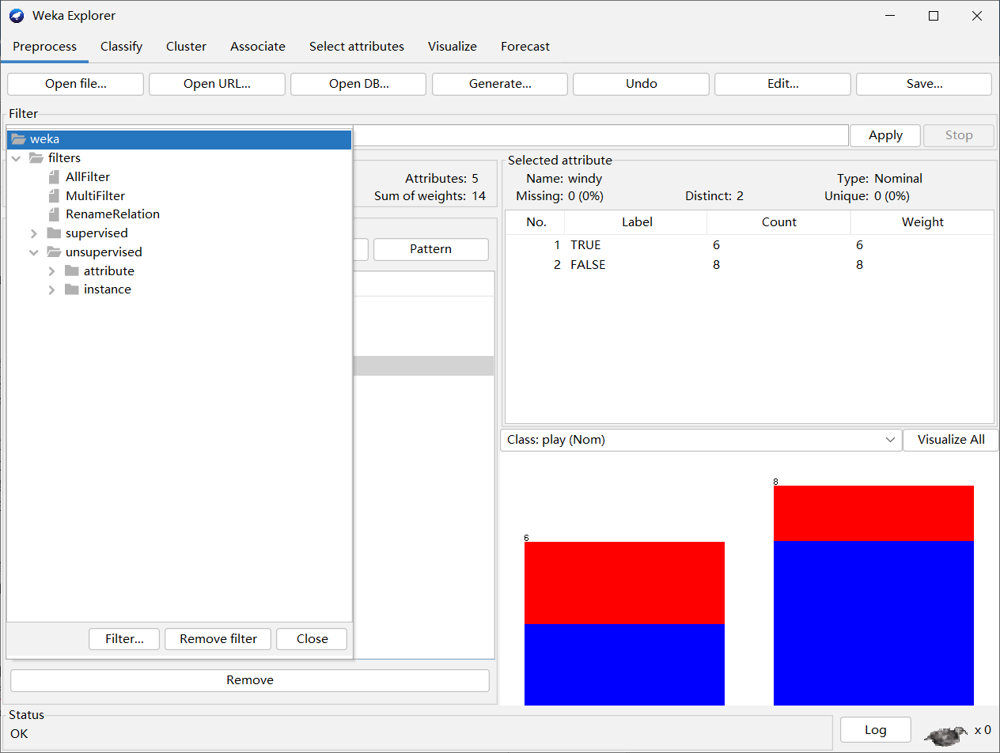 Weka Explorer
Preprocess Classify Cluster Associate Select attributes Visualize Forecast
Open file... Open URL... Open DB... Generate... Undo Edit... Save...
Filter
weka
Apply Stop
filters
AllFilter
MultiFilter
RenameRelation
supervised
unsupervised
attribute
instance
Filter... Remove filter Close
Attributes: 5
Sum of weights: 14
Pattern
Remove
Selected attribute
Name: windy Type: Nominal
Missing: 0 (0%) Distinct: 2 Unique: 0 (0%)
No. Label Count Weight
1 TRUE 6 6
2 FALSE 8 8
Class: play (Nom) Visualize All
6
8
Status
OK
Log x 0